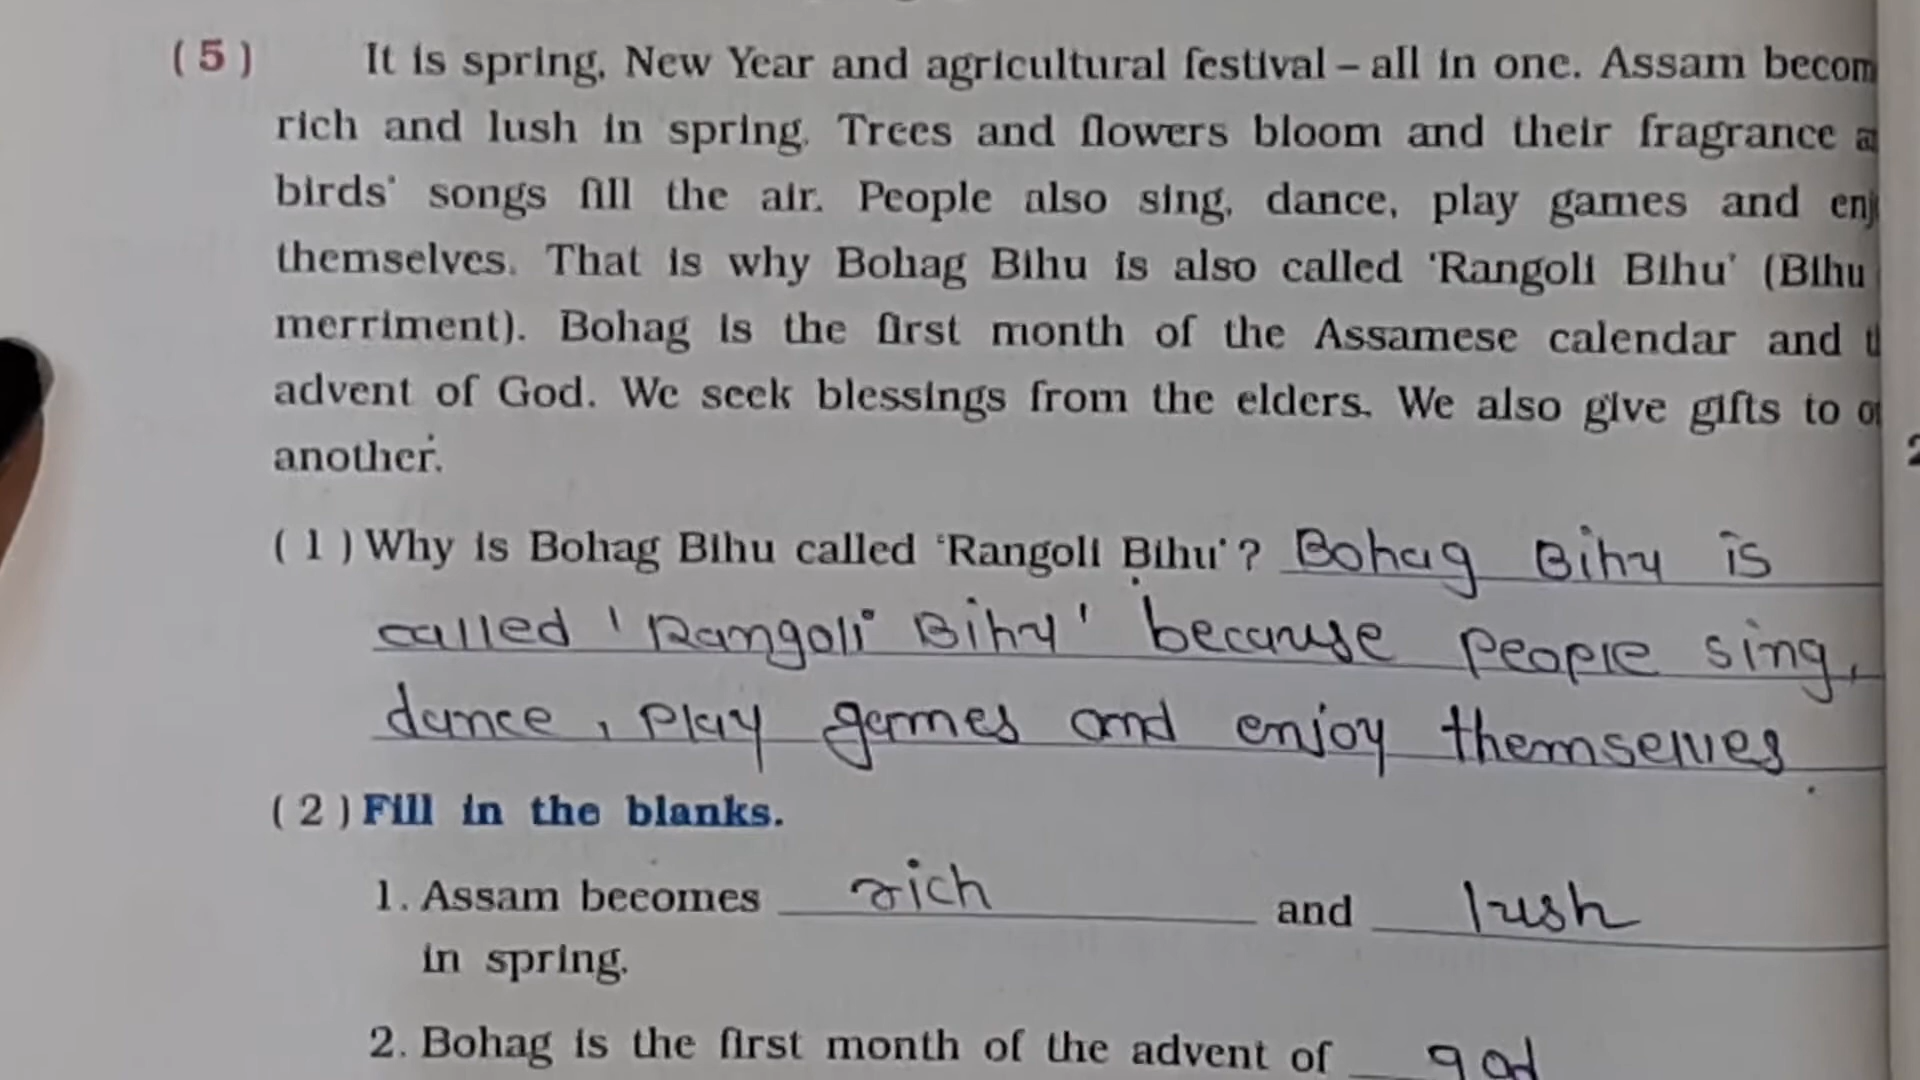 (5) It is spring, New Year and agricultural festival – all in one. Assam becom
rich and lush in spring. Trees and flowers bloom and their fragrance a
birds' songs fill the air. People also sing, dance, play games and enj
themselves. That is why Bohag Bihu is also called 'Rangoli Bihu' (Bihu
merriment). Bohag is the first month of the Assamese calendar and t
advent of God. We seek blessings from the elders. We also give gifts to o
another.
(1) Why is Bohag Bihu called 'Rangoli Bihu'? Bohag Bihu is
called 'Rangoli Bihu' because people sing,
dance, play games and enjoy themselves.
(2) Fill in the blanks.
1. Assam becomes rich and lush
in spring.
2. Bohag is the first month of the advent of god